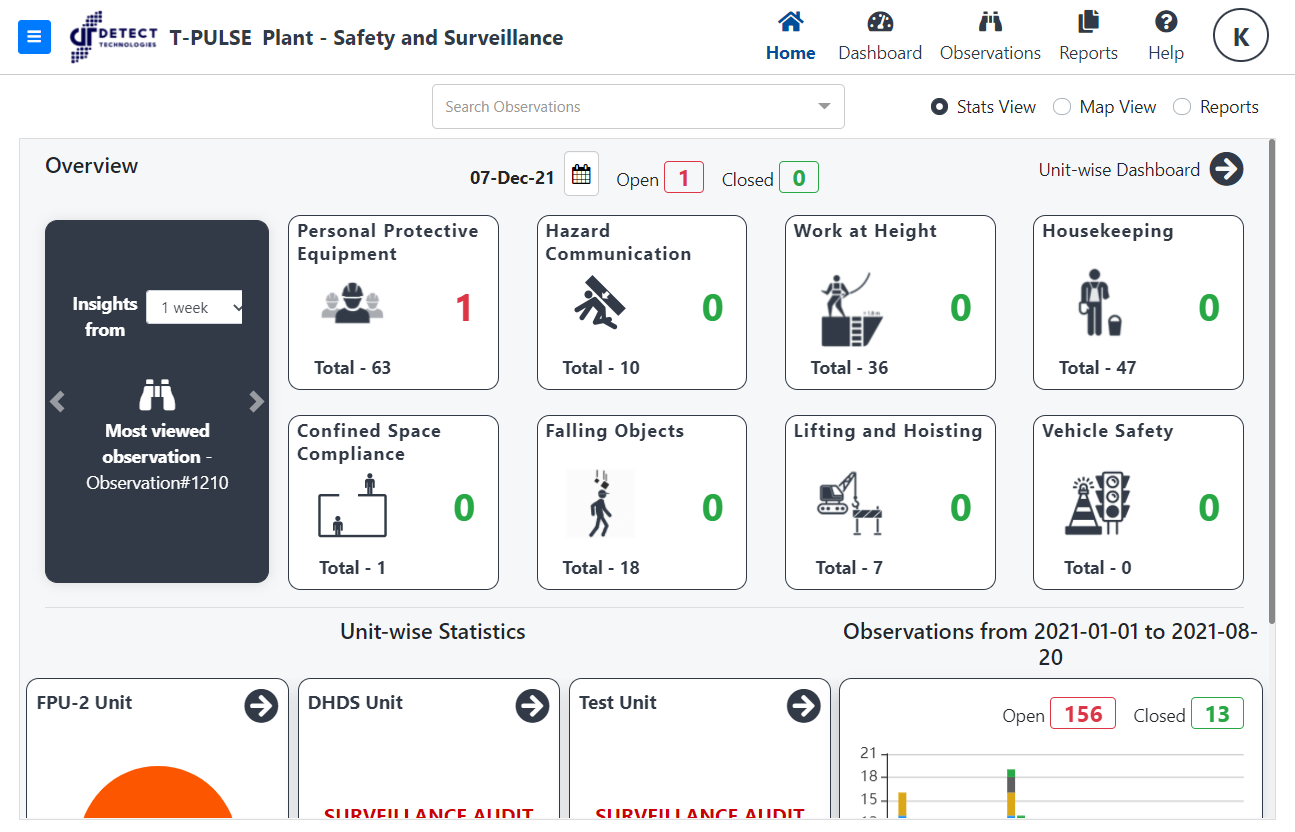 DETECT
TECHNOLOGIES
T-PULSE Plant - Safety and Surveillance
Home
Dashboard
Observations
Reports
Help
K
Search Observations
Stats View
Map View
Reports
Overview
07-Dec-21
Open 1
Closed 0
Unit-wise Dashboard
Insights from
1 week
Most viewed
observation -
Observation#1210
Personal Protective
Equipment
1
Total - 63
Hazard
Communication
0
Total - 10
Work at Height
0
Total - 36
Housekeeping
0
Total - 47
Confined Space
Compliance
0
Total - 1
Falling Objects
0
Total - 18
Lifting and Hoisting
0
Total - 7
Vehicle Safety
0
Total - 0
Unit-wise Statistics
Observations from 2021-01-01 to 2021-08-
20
FPU-2 Unit
DHDS Unit
SURVEILLANCE AUDIT
Test Unit
SURVEILLANCE AUDIT
Open 156
Closed 13
21
18
15